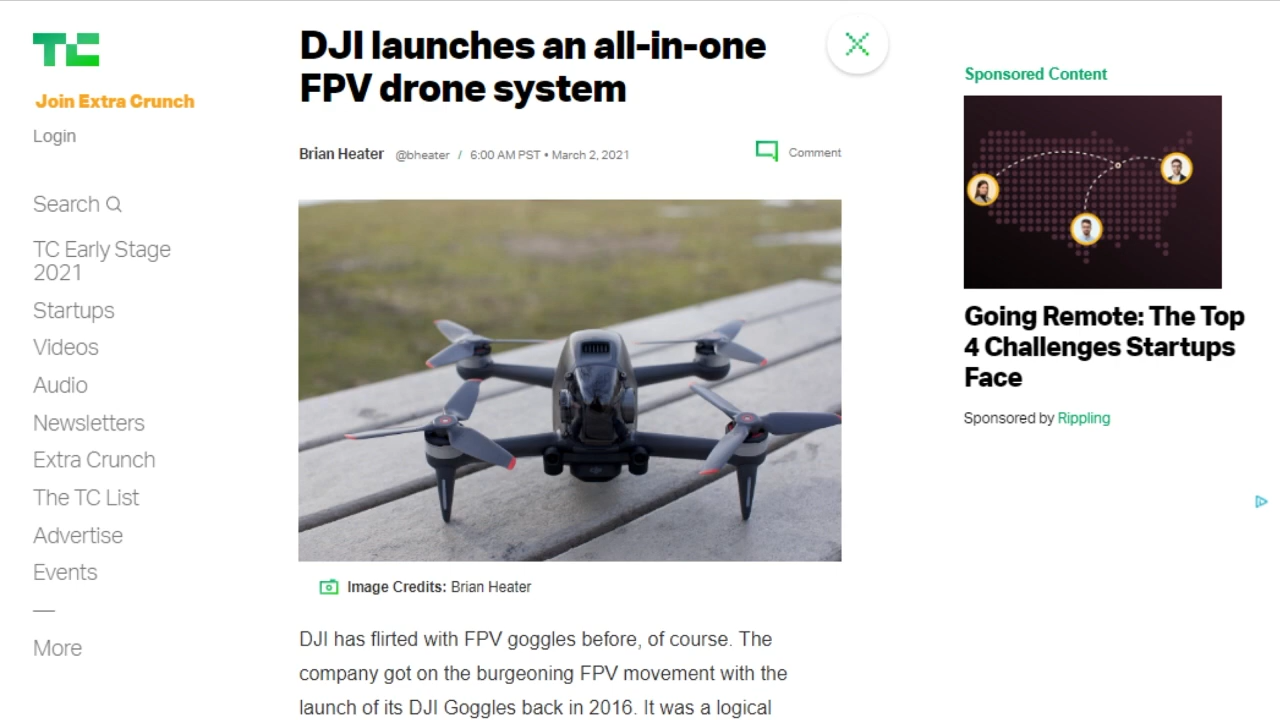 TC
Join Extra Crunch
Login
Search
TC Early Stage
2021
Startups
Videos
Audio
Newsletters
Extra Crunch
The TC List
Advertise
Events
—
More
DJI launches an all-in-one
FPV drone system
Brian Heater @bheater / 6:00 AM PST • March 2, 2021
Comment
Image Credits: Brian Heater
DJI has flirted with FPV goggles before, of course. The
company got on the burgeoning FPV movement with the
launch of its DJI Goggles back in 2016. It was a logical
Sponsored Content
Going Remote: The Top
4 Challenges Startups
Face
Sponsored by Rippling